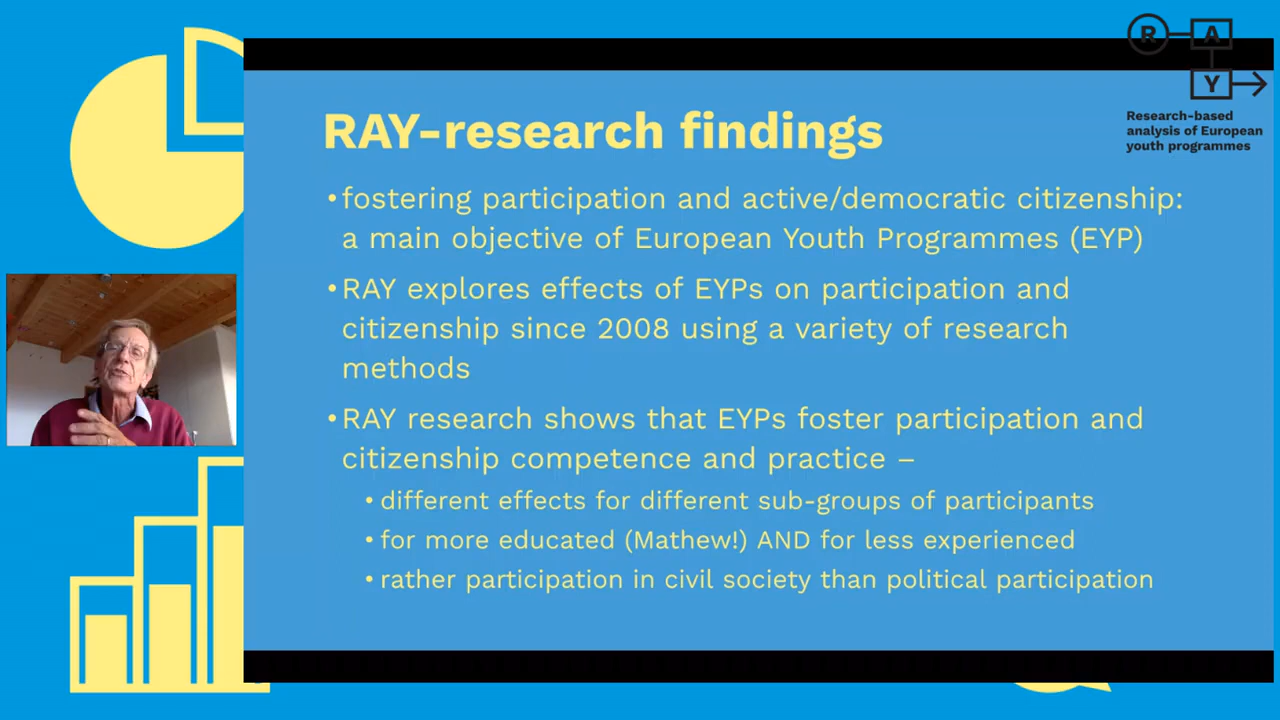 R A
Y
Research-based
analysis of European
youth programmes
RAY-research findings
•fostering participation and active/democratic citizenship:
a main objective of European Youth Programmes (EYP)
•RAY explores effects of EYPs on participation and
citizenship since 2008 using a variety of research
methods
•RAY research shows that EYPs foster participation and
citizenship competence and practice –
•different effects for different sub-groups of participants
•for more educated (Mathew!) AND for less experienced
•rather participation in civil society than political participation